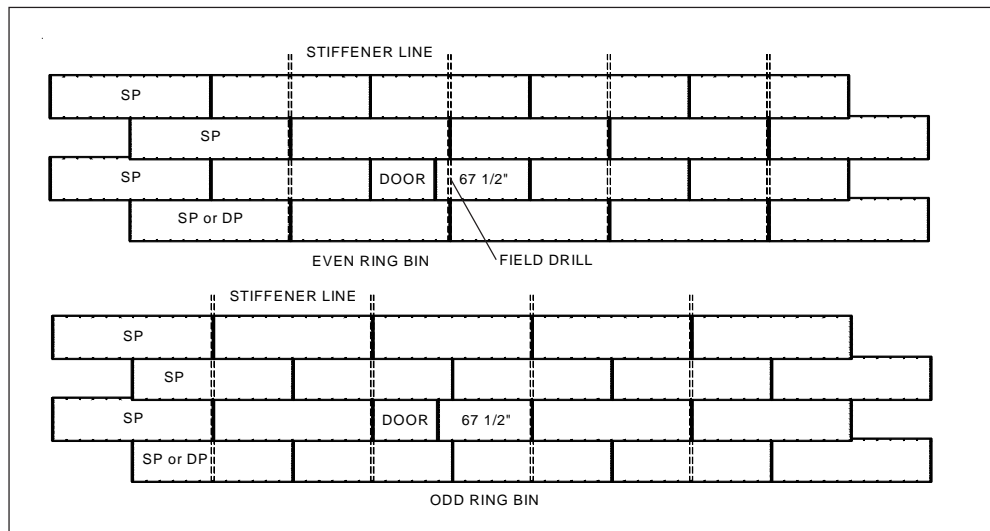 STIFFENER LINE
SP
SP
SP
DOOR
67 1/2"
SP or DP
EVEN RING BIN
FIELD DRILL
STIFFENER LINE
SP
SP
SP
DOOR
67 1/2"
SP or DP
ODD RING BIN